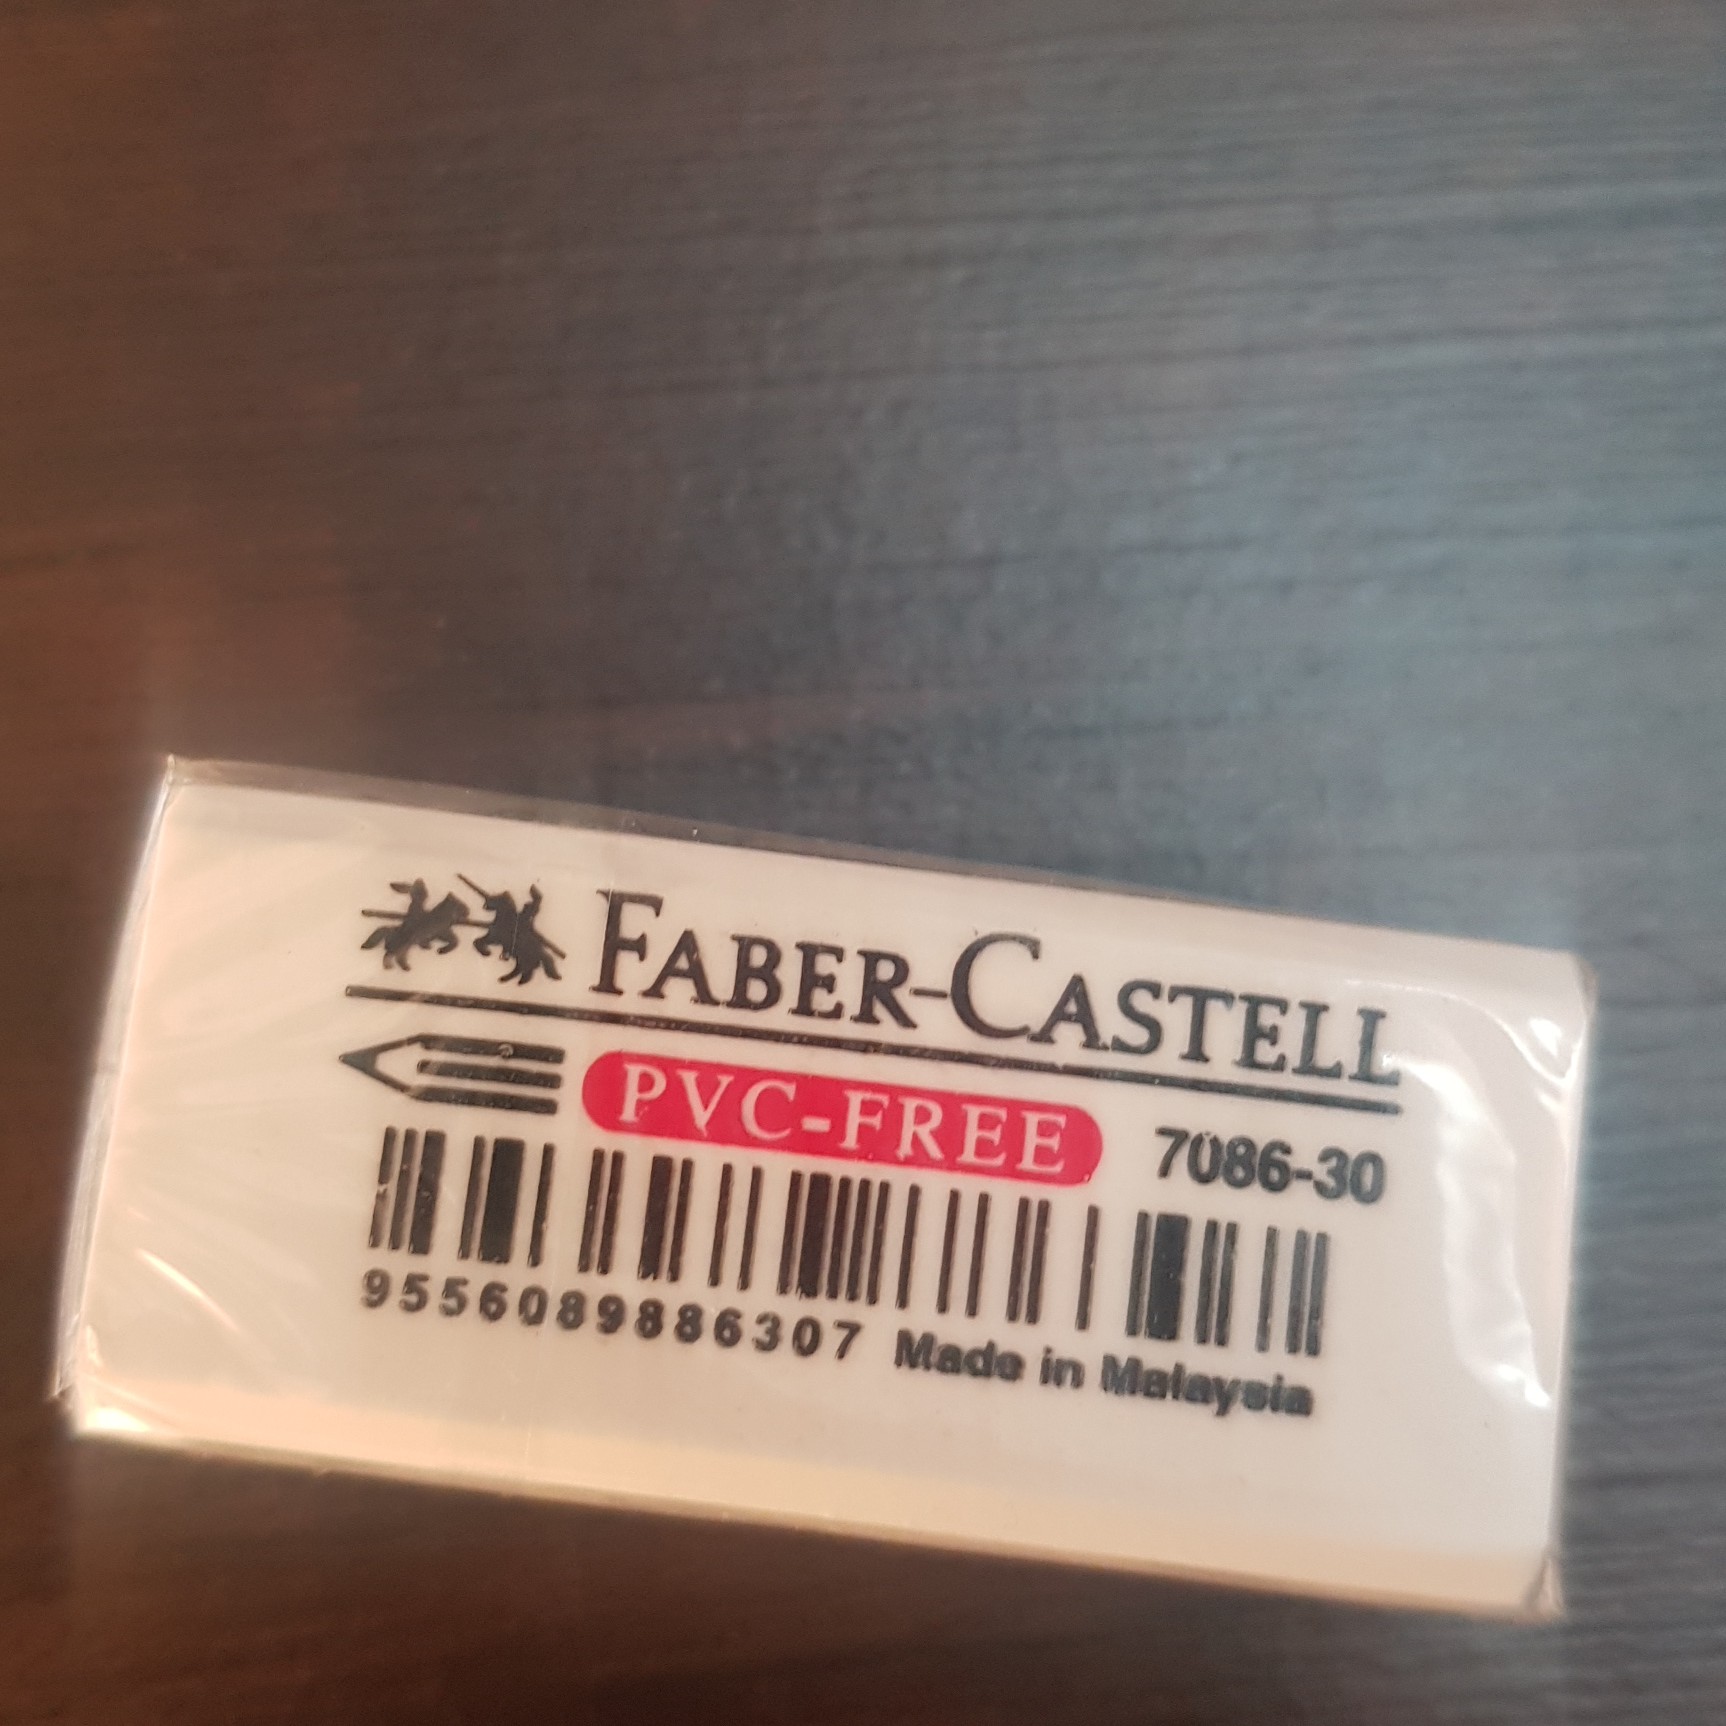 FABER-CASTELL
PVC-FREE 7086-30
9556089886307 Made in Malaysia